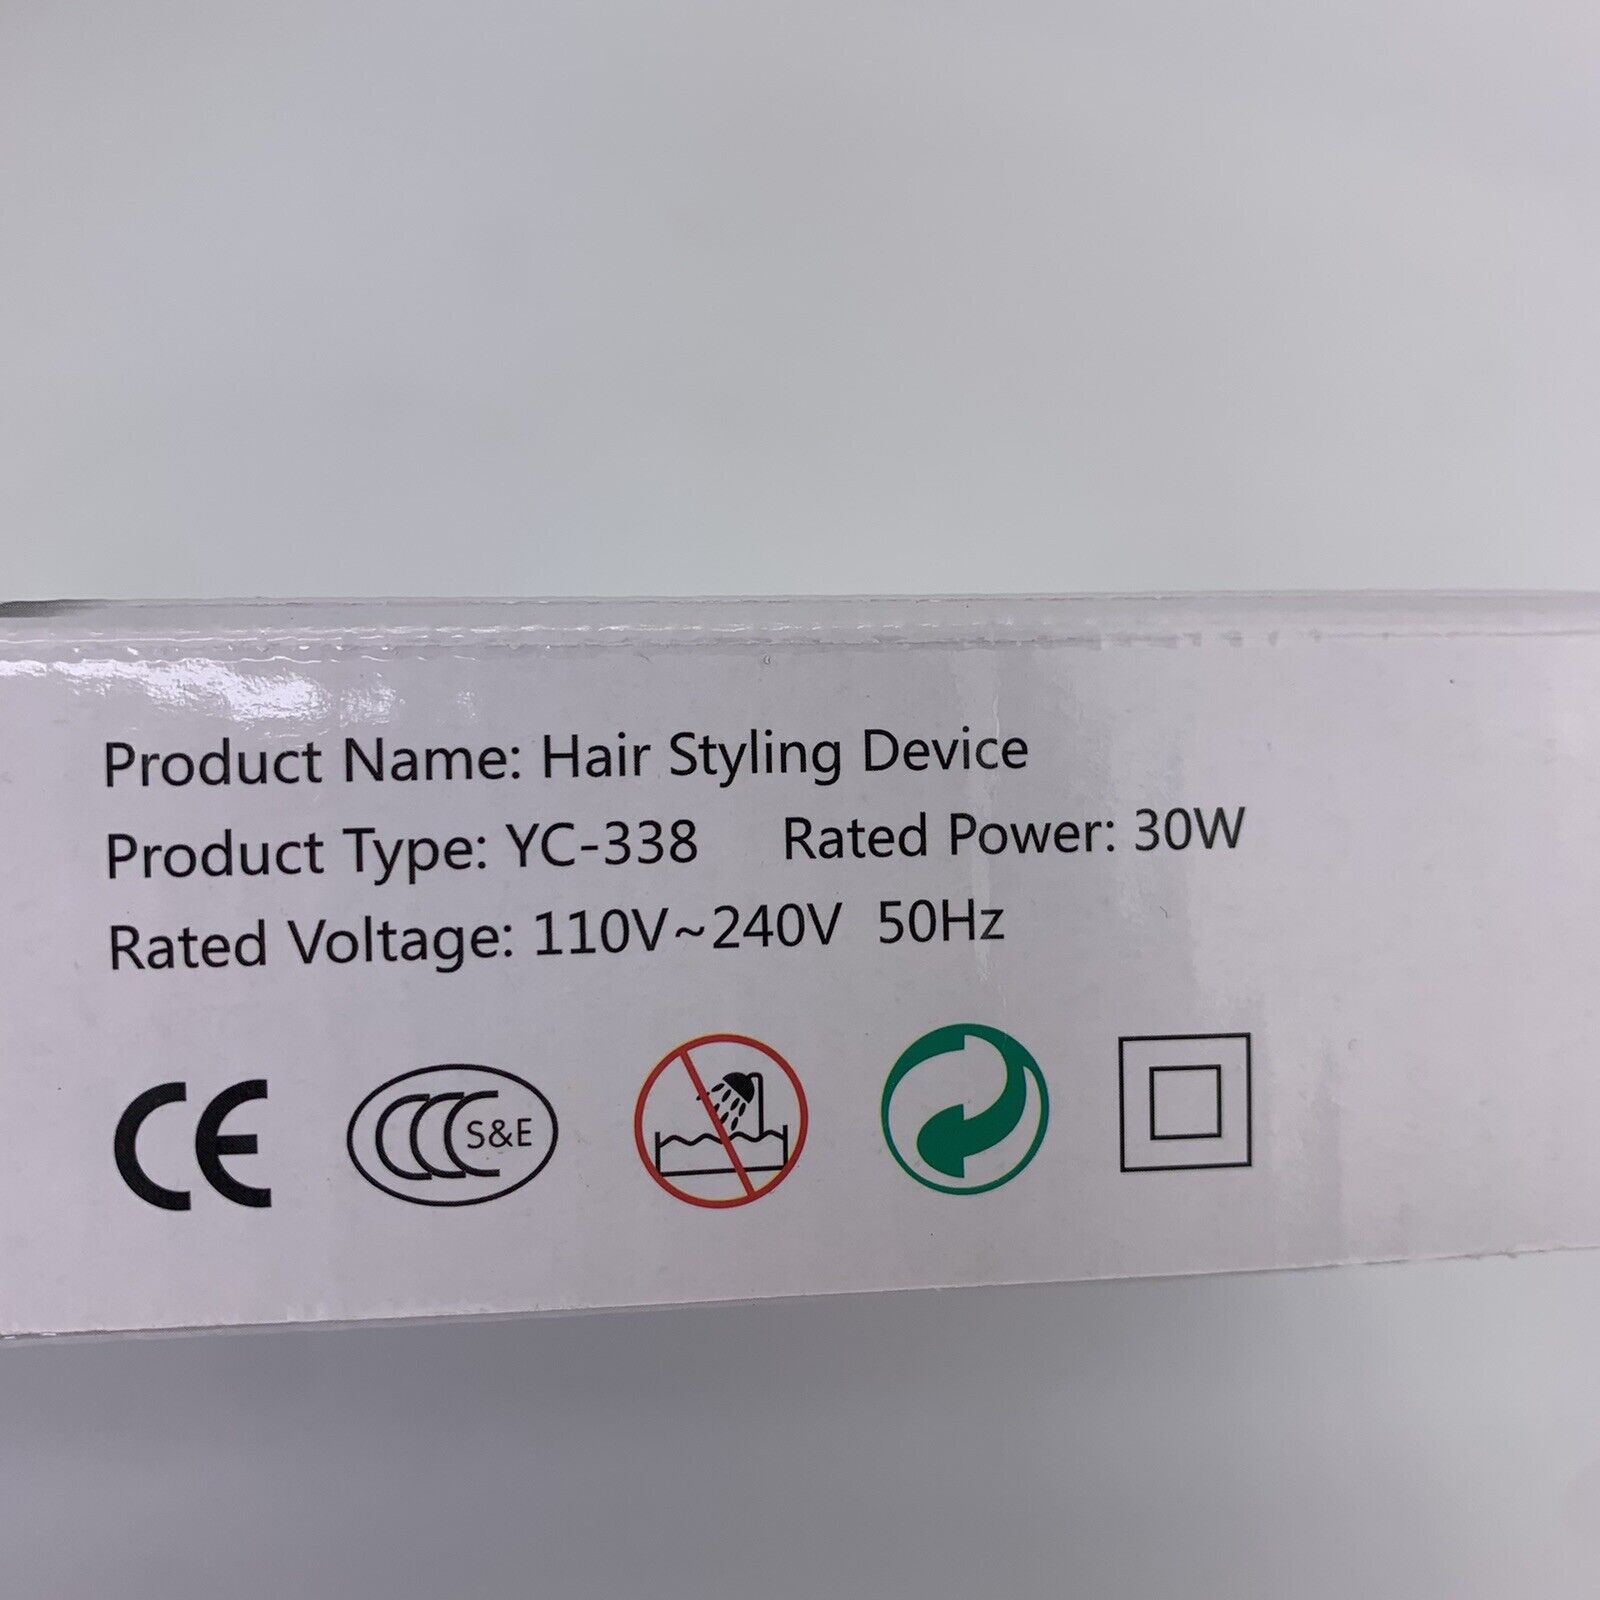 Product Name: Hair Styling Device
Product Type: YC-338 Rated Power: 30W
Rated Voltage: 110V~240V 50Hz
CE CCC S&E